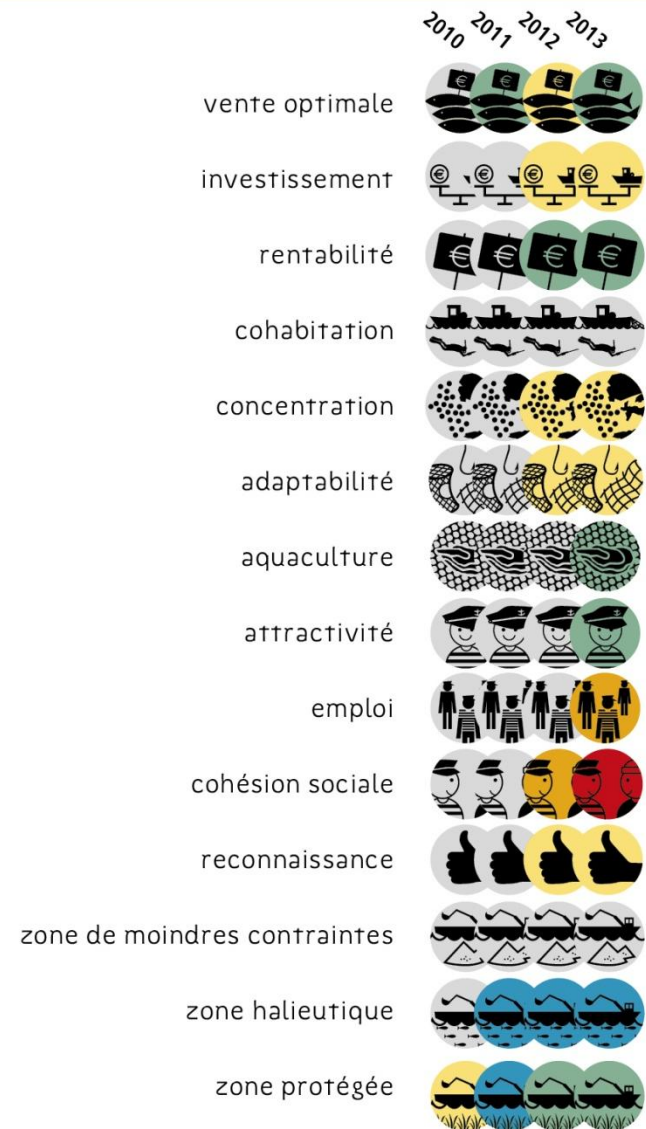 2010 2011 2012 2013
vente optimale
investissement
rentabilité
cohabitation
concentration
adaptabilité
aquaculture
attractivité
emploi
cohésion sociale
reconnaissance
zone de moindres contraintes
zone halieutique
zone protégée